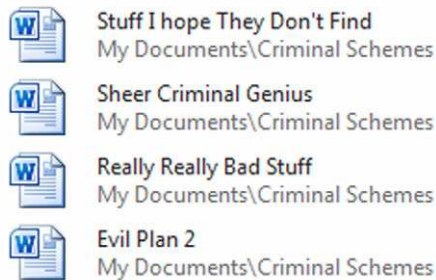 Stuff I hope They Don't Find
My Documents\Criminal Schemes
Sheer Criminal Genius
My Documents\Criminal Schemes
Really Really Bad Stuff
My Documents\Criminal Schemes
Evil Plan 2
My Documents\Criminal Schemes